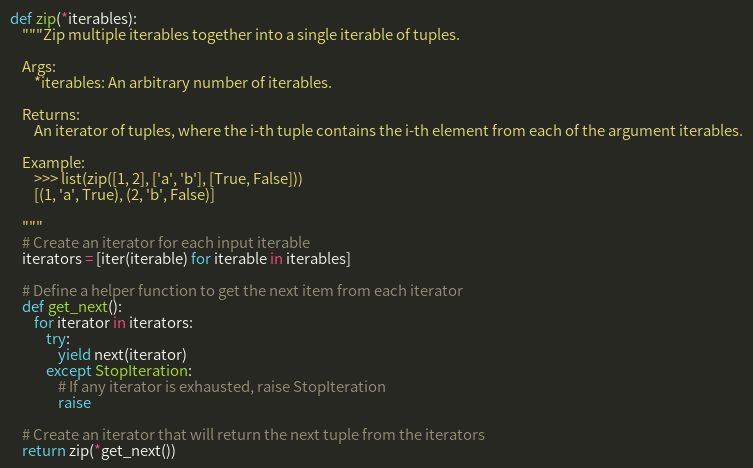 def zip(*iterables):
    """Zip multiple iterables together into a single iterable of tuples.

    Args:
        *iterables: An arbitrary number of iterables.

    Returns:
        An iterator of tuples, where the i-th tuple contains the i-th element from each of the argument iterables.

    Example:
        >>> list(zip([1, 2], ['a', 'b'], [True, False]))
        [(1, 'a', True), (2, 'b', False)]

    """
    # Create an iterator for each input iterable
    iterators = [iter(iterable) for iterable in iterables]

    # Define a helper function to get the next item from each iterator
    def get_next():
        for iterator in iterators:
            try:
                yield next(iterator)
            except StopIteration:
                # If any iterator is exhausted, raise StopIteration
                raise

    # Create an iterator that will return the next tuple from the iterators
    return zip(*get_next())